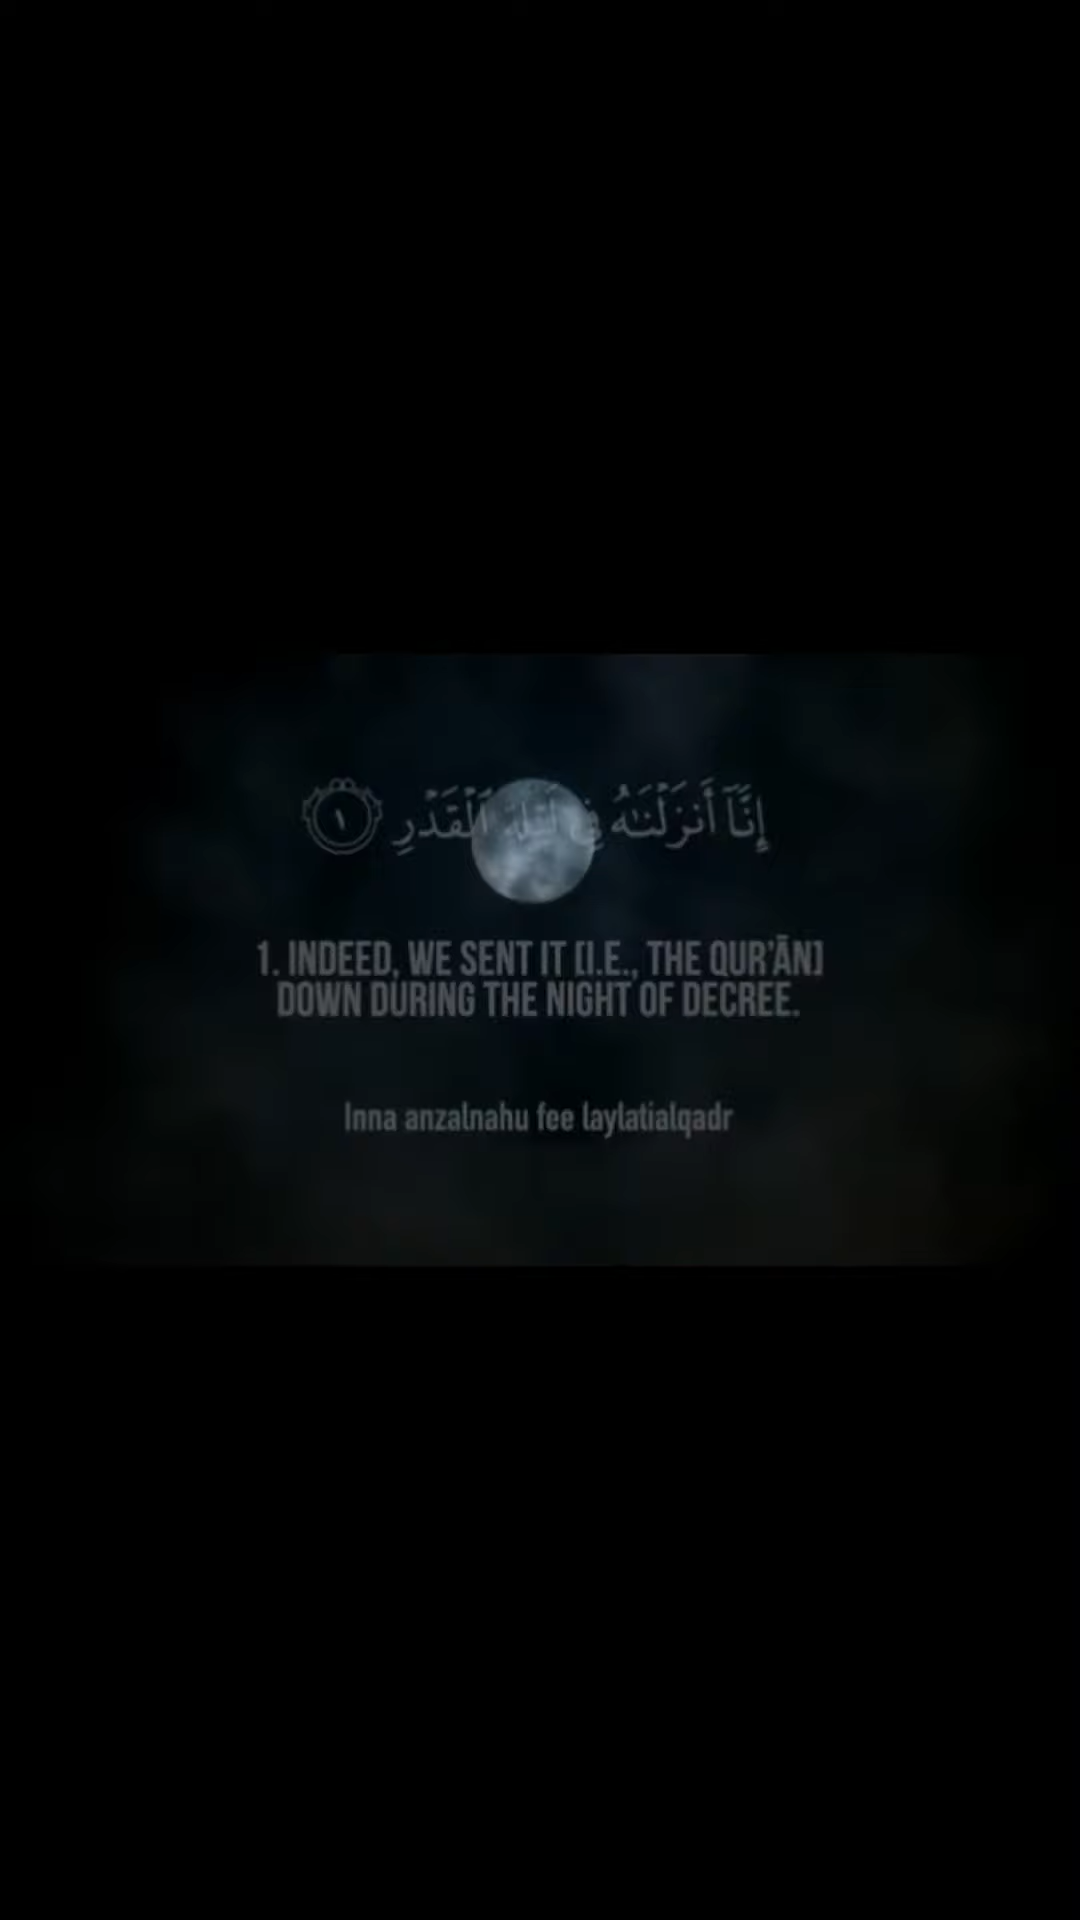 إِنَّآ أَنزَلْنَـٰهُ فِى لَيْلَةِ ٱلْقَدْرِ ١
1. INDEED, WE SENT IT [I.E., THE QUR’ĀN]
DOWN DURING THE NIGHT OF DECREE.
Inna anzalnahu fee laylatialqadr